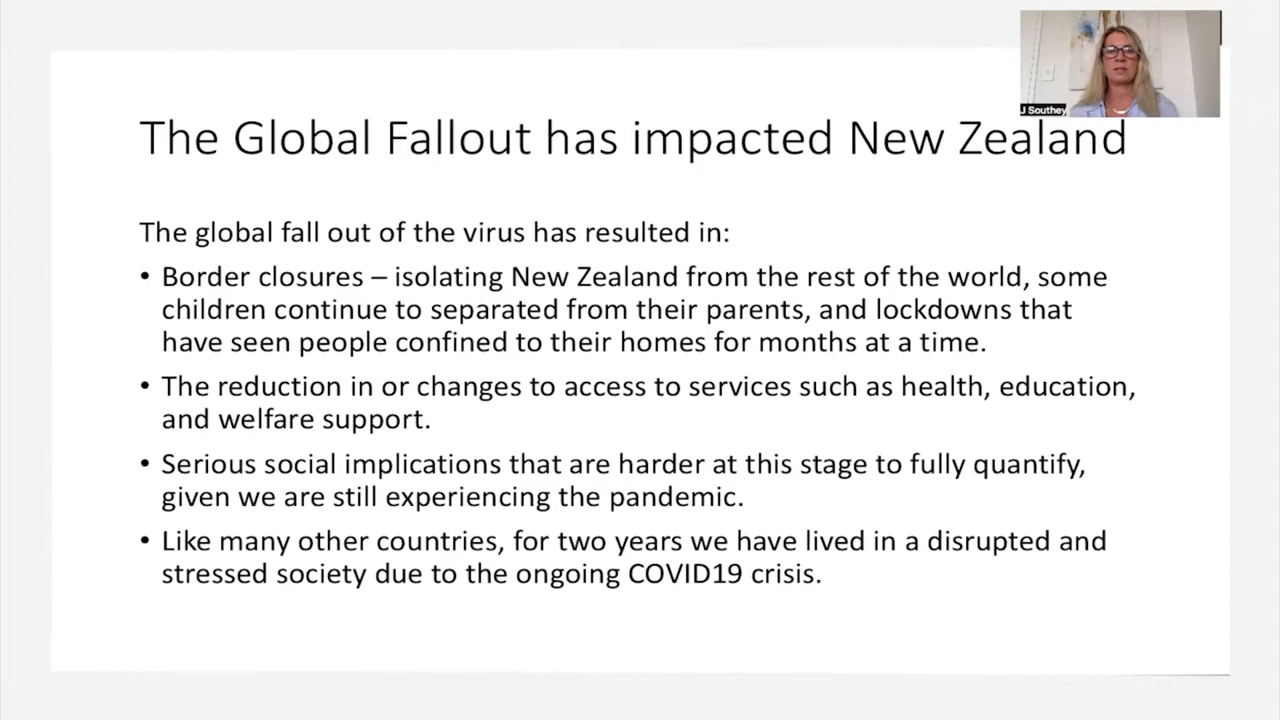 J Southey
The Global Fallout has impacted New Zealand
The global fall out of the virus has resulted in:
• Border closures – isolating New Zealand from the rest of the world, some
children continue to separated from their parents, and lockdowns that
have seen people confined to their homes for months at a time.
• The reduction in or changes to access to services such as health, education,
and welfare support.
• Serious social implications that are harder at this stage to fully quantify,
given we are still experiencing the pandemic.
• Like many other countries, for two years we have lived in a disrupted and
stressed society due to the ongoing COVID19 crisis.